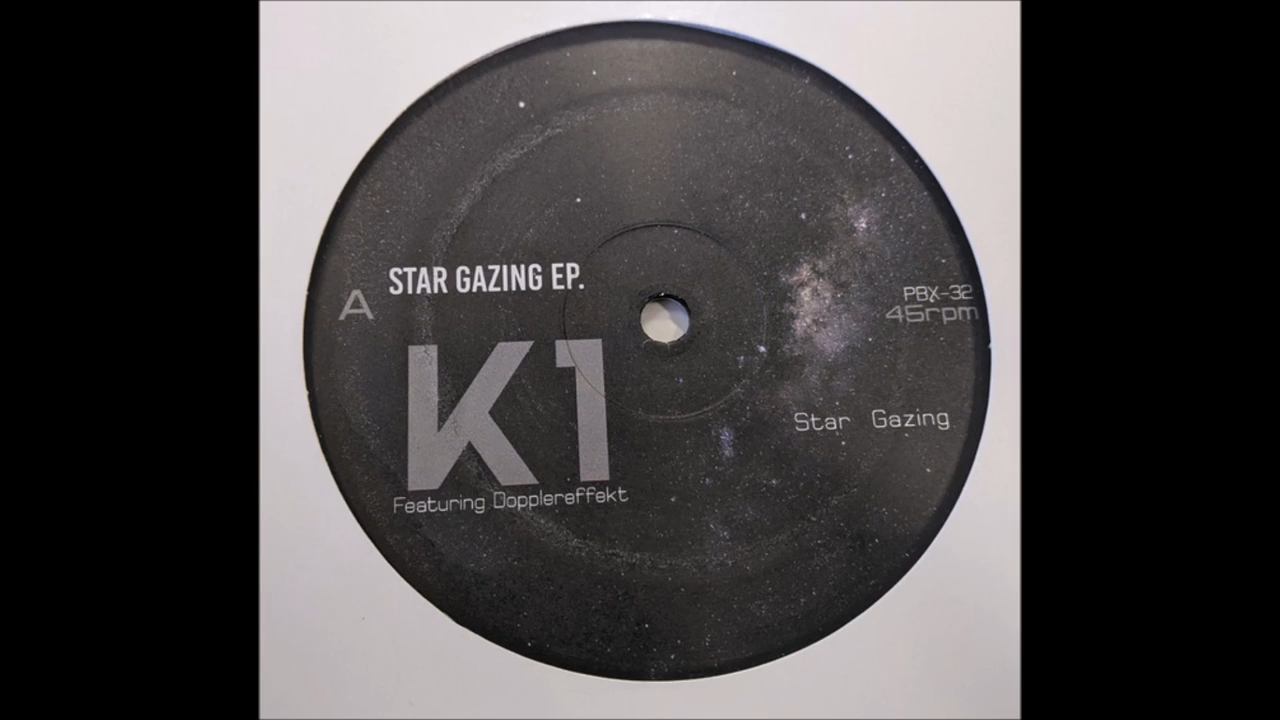 STAR GAZING EP.
A
K1
Featuring Dopplereffekt
PBX-32
45rpm
Star Gazing